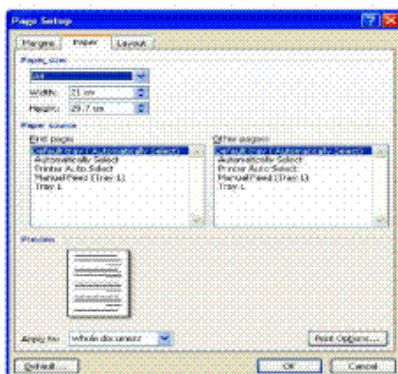 Page Setup
Margins Paper Layout
Paper size
A4
Width: 21 cm
Height: 29.7 cm
Paper source
First page: Other pages:
Default tray (Automatically Select) Default tray (Automatically Select)
Automatically Select Automatically Select
Printer Auto Select Printer Auto Select
Manual Feed (Tray 1) Manual Feed (Tray 1)
Tray 1 Tray 1
Preview
Apply to: Whole document Print Options...
Default... OK Cancel